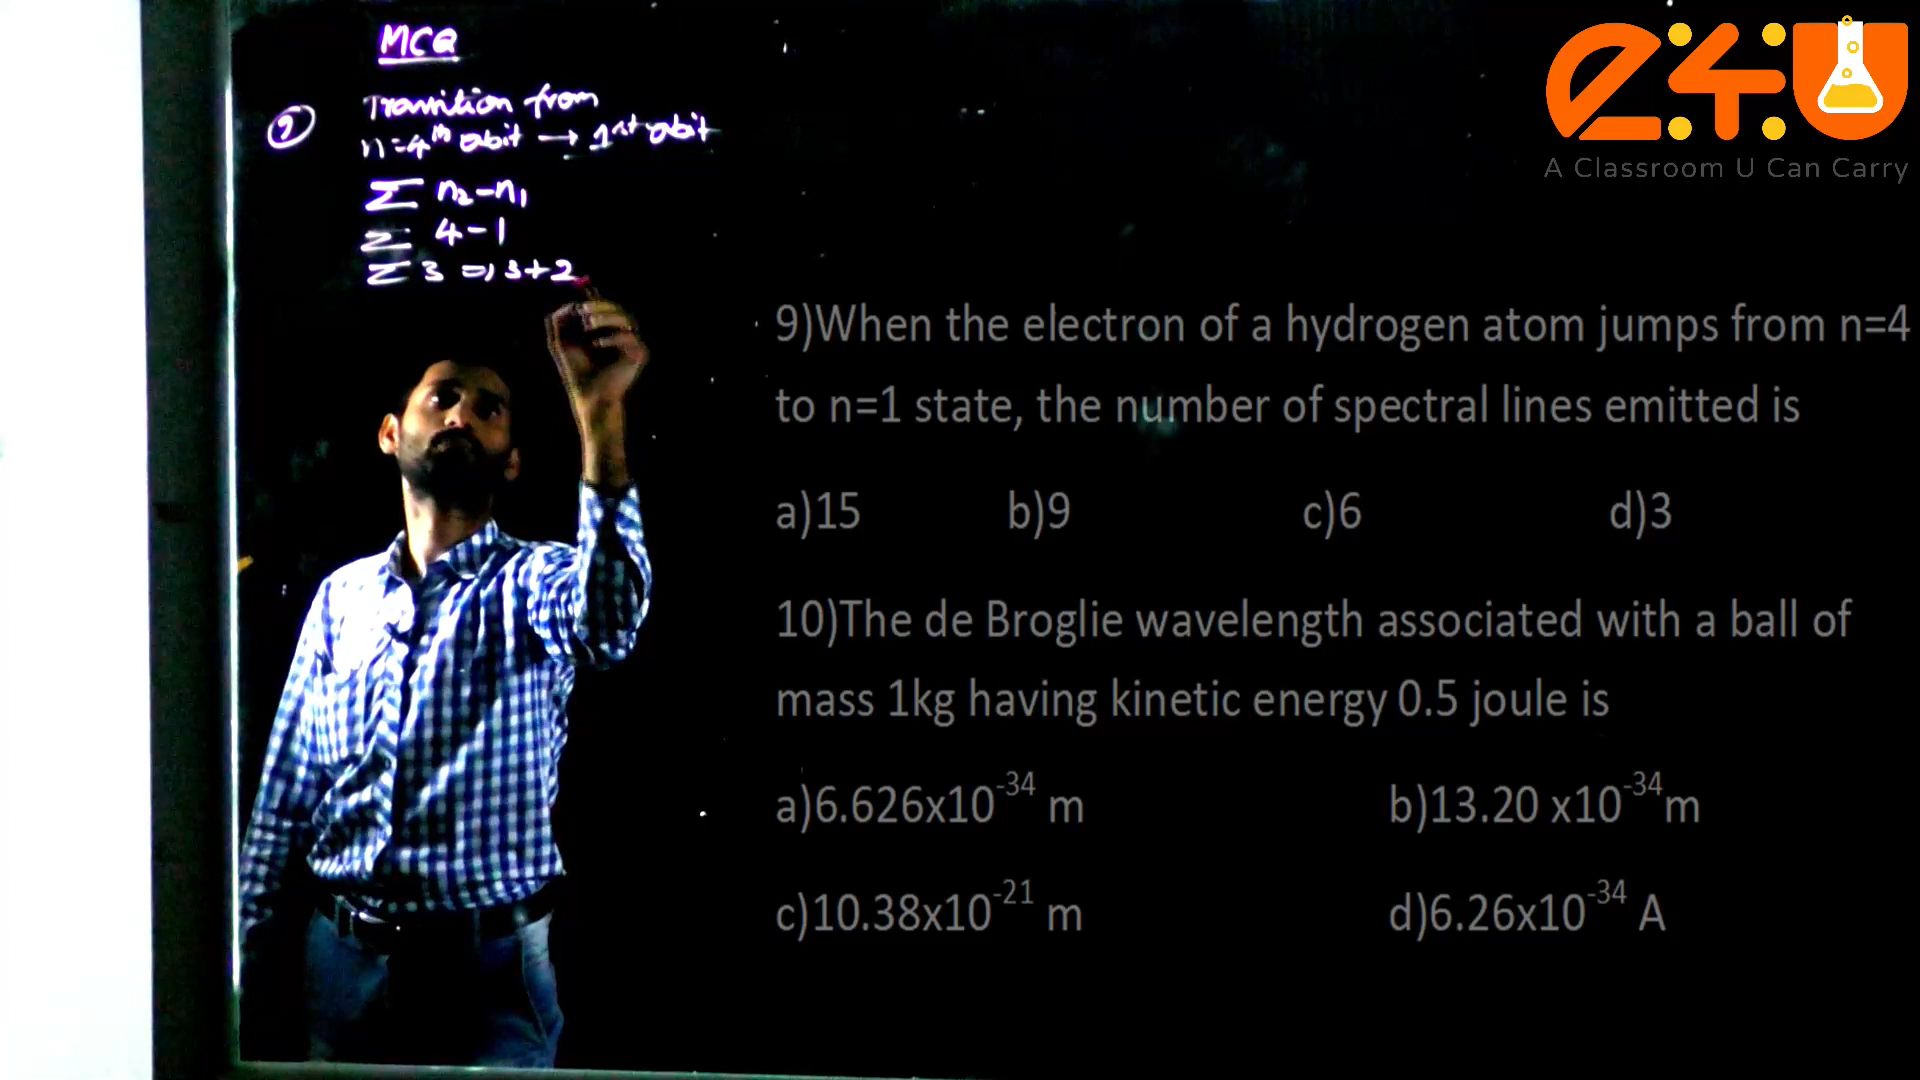 MCQ
9
Transition from
n=4th obit → 1st obit
Σ n2-n1
Σ 4-1
Σ 3 => 3+2
e4U
A Classroom U Can Carry
9)When the electron of a hydrogen atom jumps from n=4
to n=1 state, the number of spectral lines emitted is
a)15 b)9 c)6 d)3
10)The de Broglie wavelength associated with a ball of
mass 1kg having kinetic energy 0.5 joule is
a)6.626x10-34 m b)13.20 x10-34m
c)10.38x10-21 m d)6.26x10-34 A